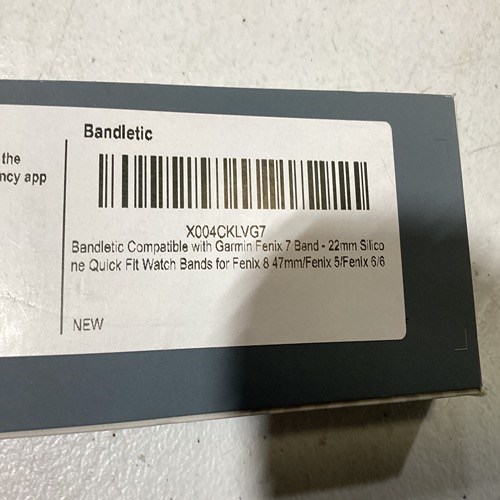 Bandletic
the
ncy app
X004CKLVG7
Bandletic Compatible with Garmin Fenix 7 Band - 22mm Silico
ne Quick Fit Watch Bands for Fenix 8 47mm/Fenix 5/Fenix 6/6
NEW